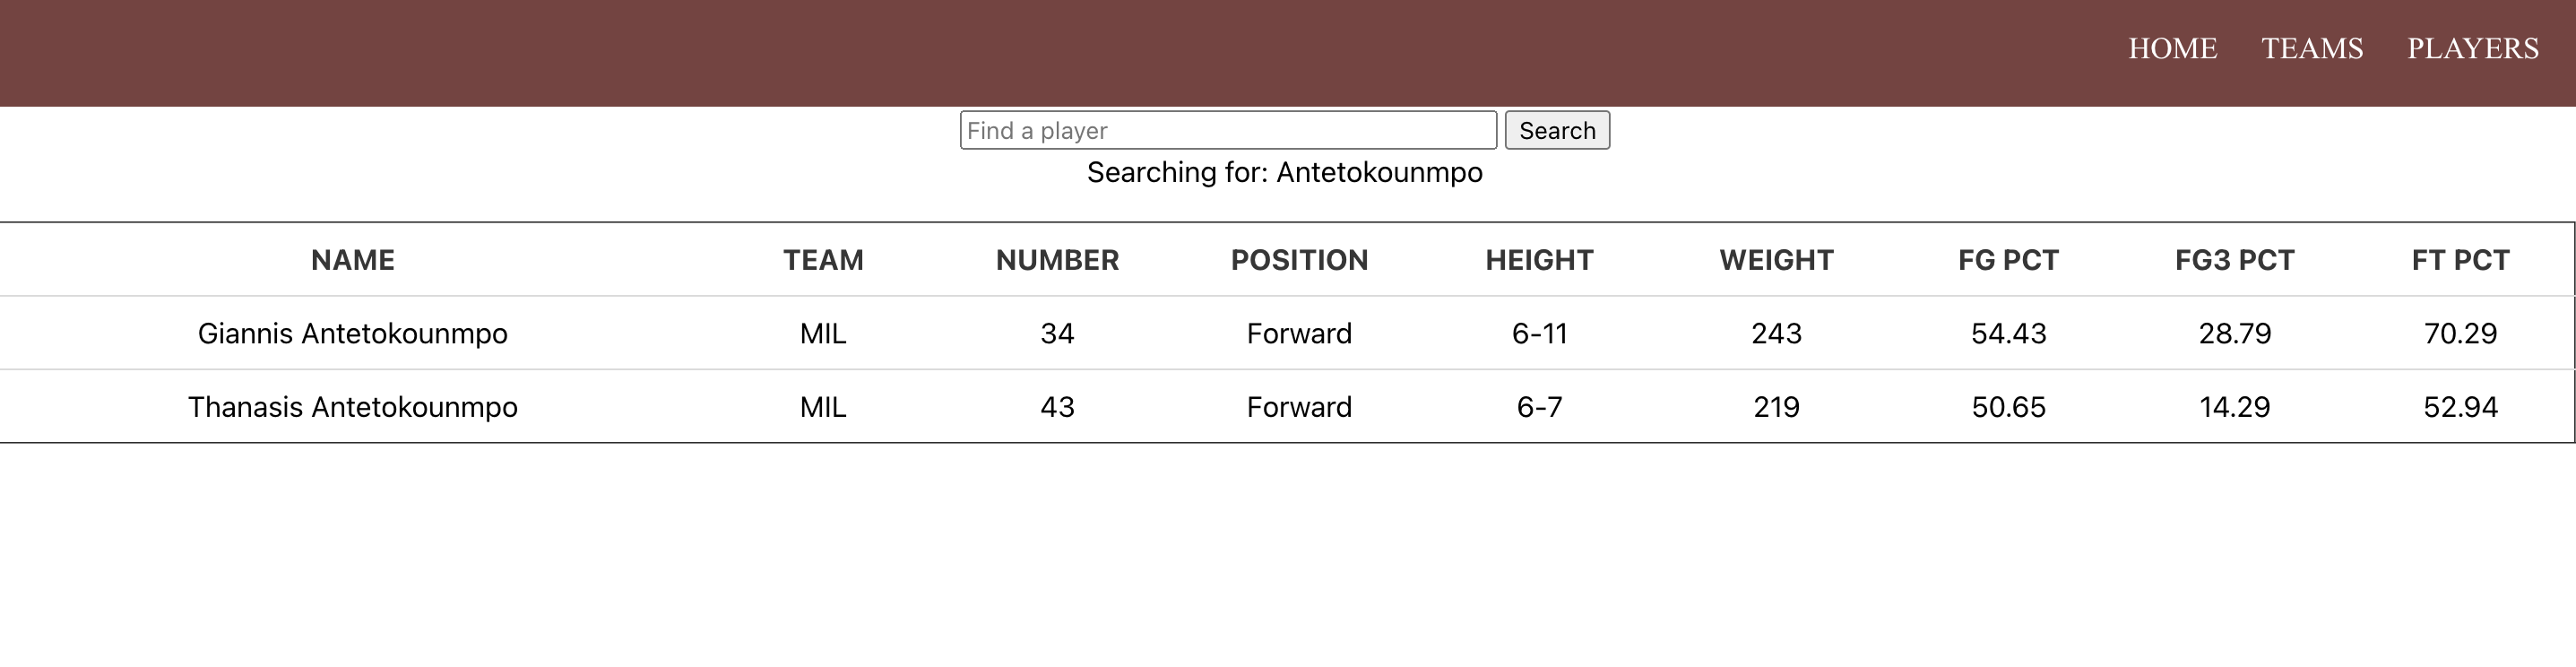 HOME TEAMS PLAYERS
Find a player Search
Searching for: Antetokounmpo
NAME TEAM NUMBER POSITION HEIGHT WEIGHT FG PCT FG3 PCT FT PCT
Giannis Antetokounmpo MIL 34 Forward 6-11 243 54.43 28.79 70.29
Thanasis Antetokounmpo MIL 43 Forward 6-7 219 50.65 14.29 52.94